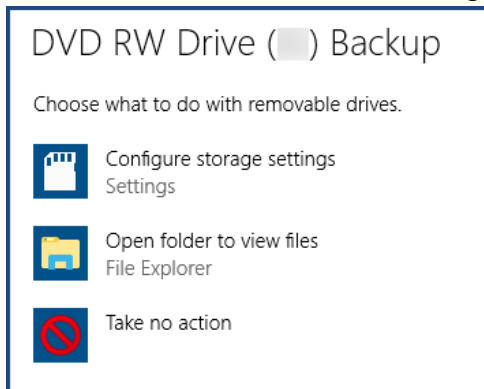 DVD RW Drive ( ) Backup
Choose what to do with removable drives.
Configure storage settings
Settings
Open folder to view files
File Explorer
Take no action